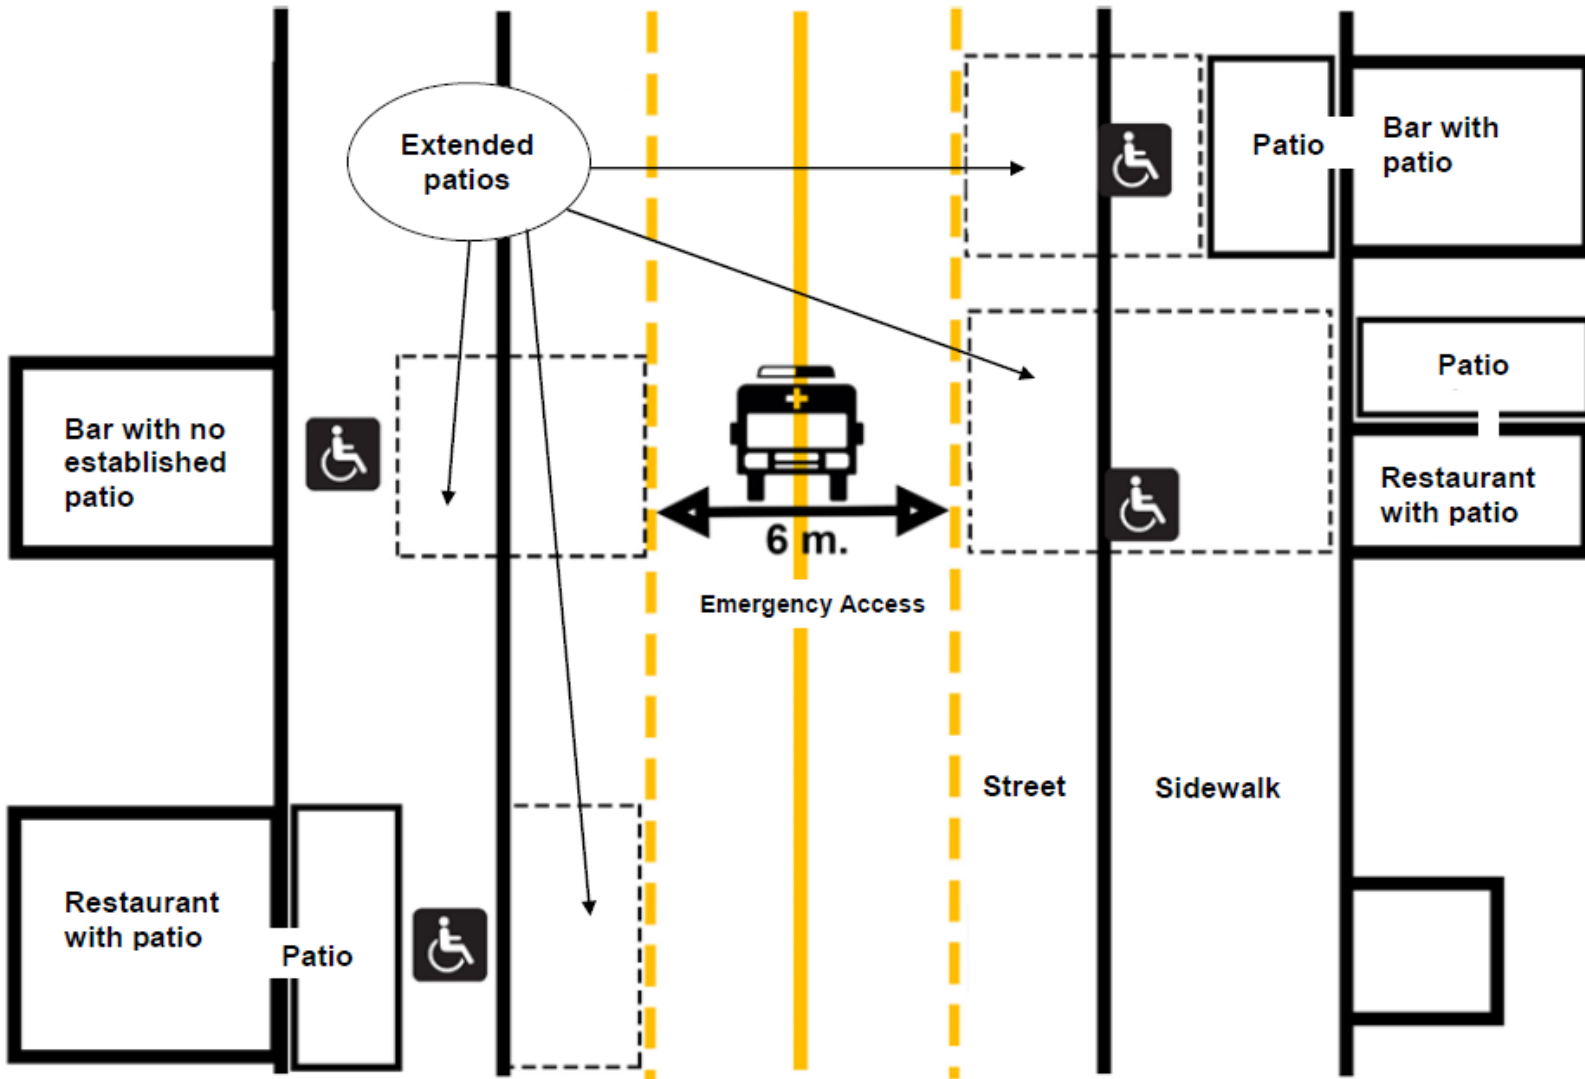 Extended
patios
Patio
Bar with
patio
Patio
Bar with no
established
patio
Restaurant
with patio
6 m.
Emergency Access
Street
Sidewalk
Restaurant
with patio
Patio